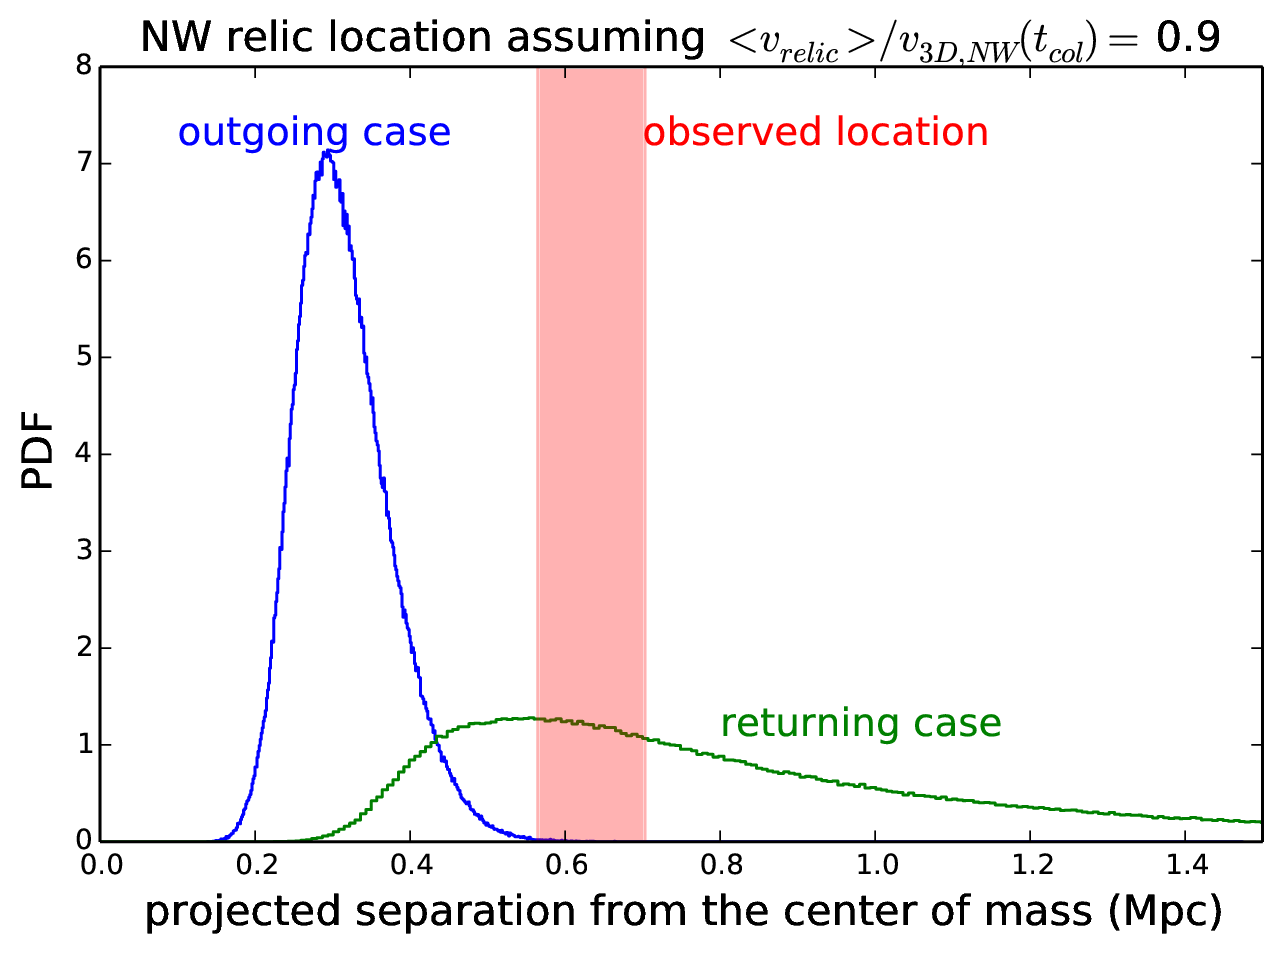 NW relic location assuming <v_relic>/v_3D,NW(t_col) = 0.9
8
outgoing case
observed location
7
6
5
4
3
2
1
0
returning case
PDF
0.0 0.2 0.4 0.6 0.8 1.0 1.2 1.4
projected separation from the center of mass (Mpc)